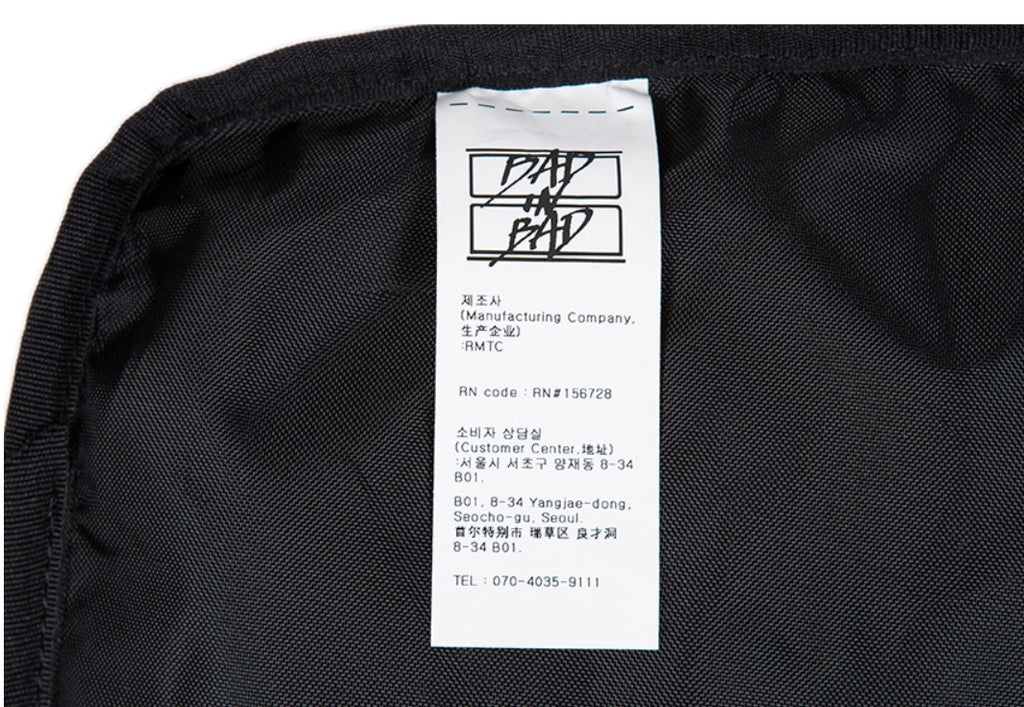 BAD
IN
BAD
제조사
(Manufacturing Company,
生产企业)
:RMTC
RN code : RN#156728
소비자 상담실
(Customer Center,地址)
:서울시 서초구 양재동 8-34
B01.
B01, 8-34 Yangjae-dong,
Seocho-gu, Seoul.
首尔特别市 瑞草区 良才洞
8-34 B01.
TEL : 070-4035-9111